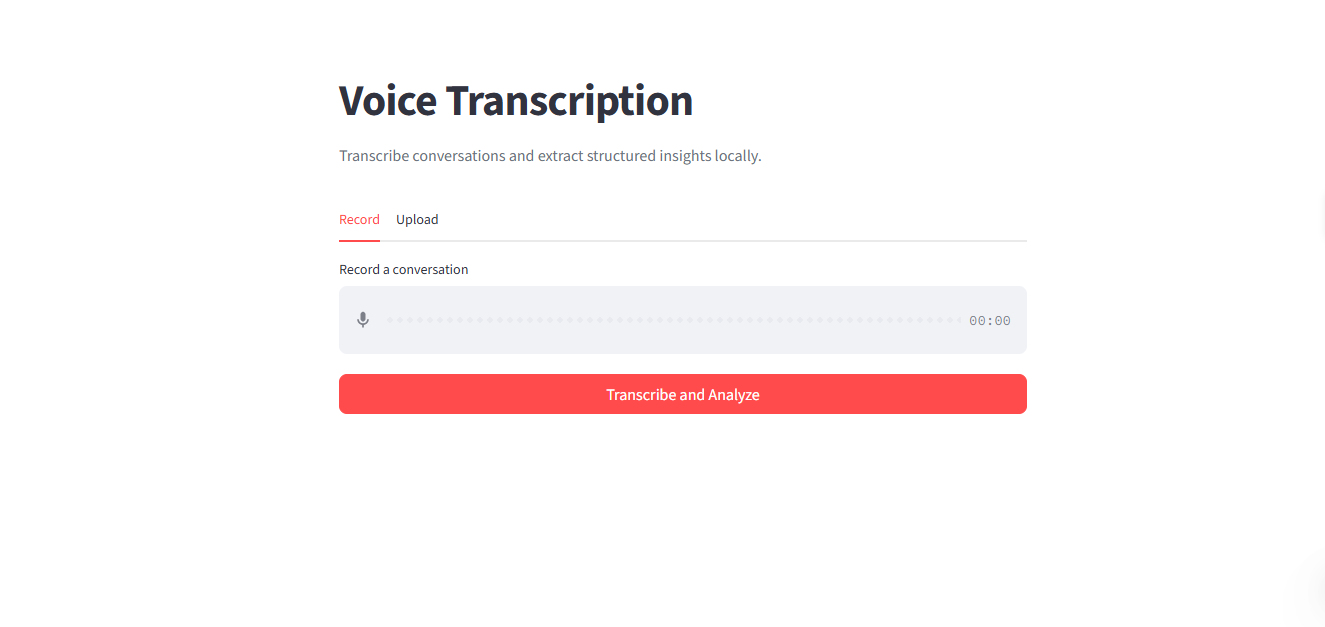 Voice Transcription
Transcribe conversations and extract structured insights locally.
Record Upload
Record a conversation
00:00
Transcribe and Analyze